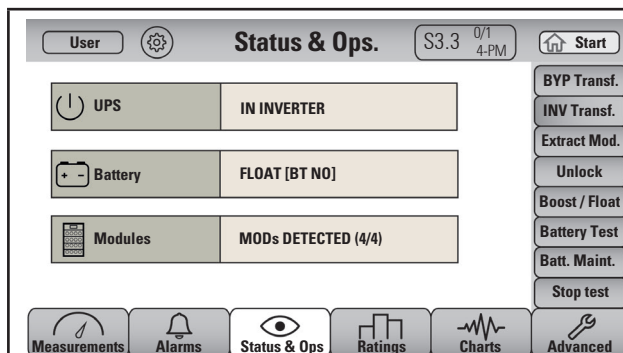 User
Status & Ops.
S3.3 0/1 4-PM
Start
UPS
IN INVERTER
Battery
FLOAT [BT NO]
Modules
MODs DETECTED (4/4)
BYP Transf.
INV Transf.
Extract Mod.
Unlock
Boost / Float
Battery Test
Batt. Maint.
Stop test
Measurements
Alarms
Status & Ops
Ratings
Charts
Advanced